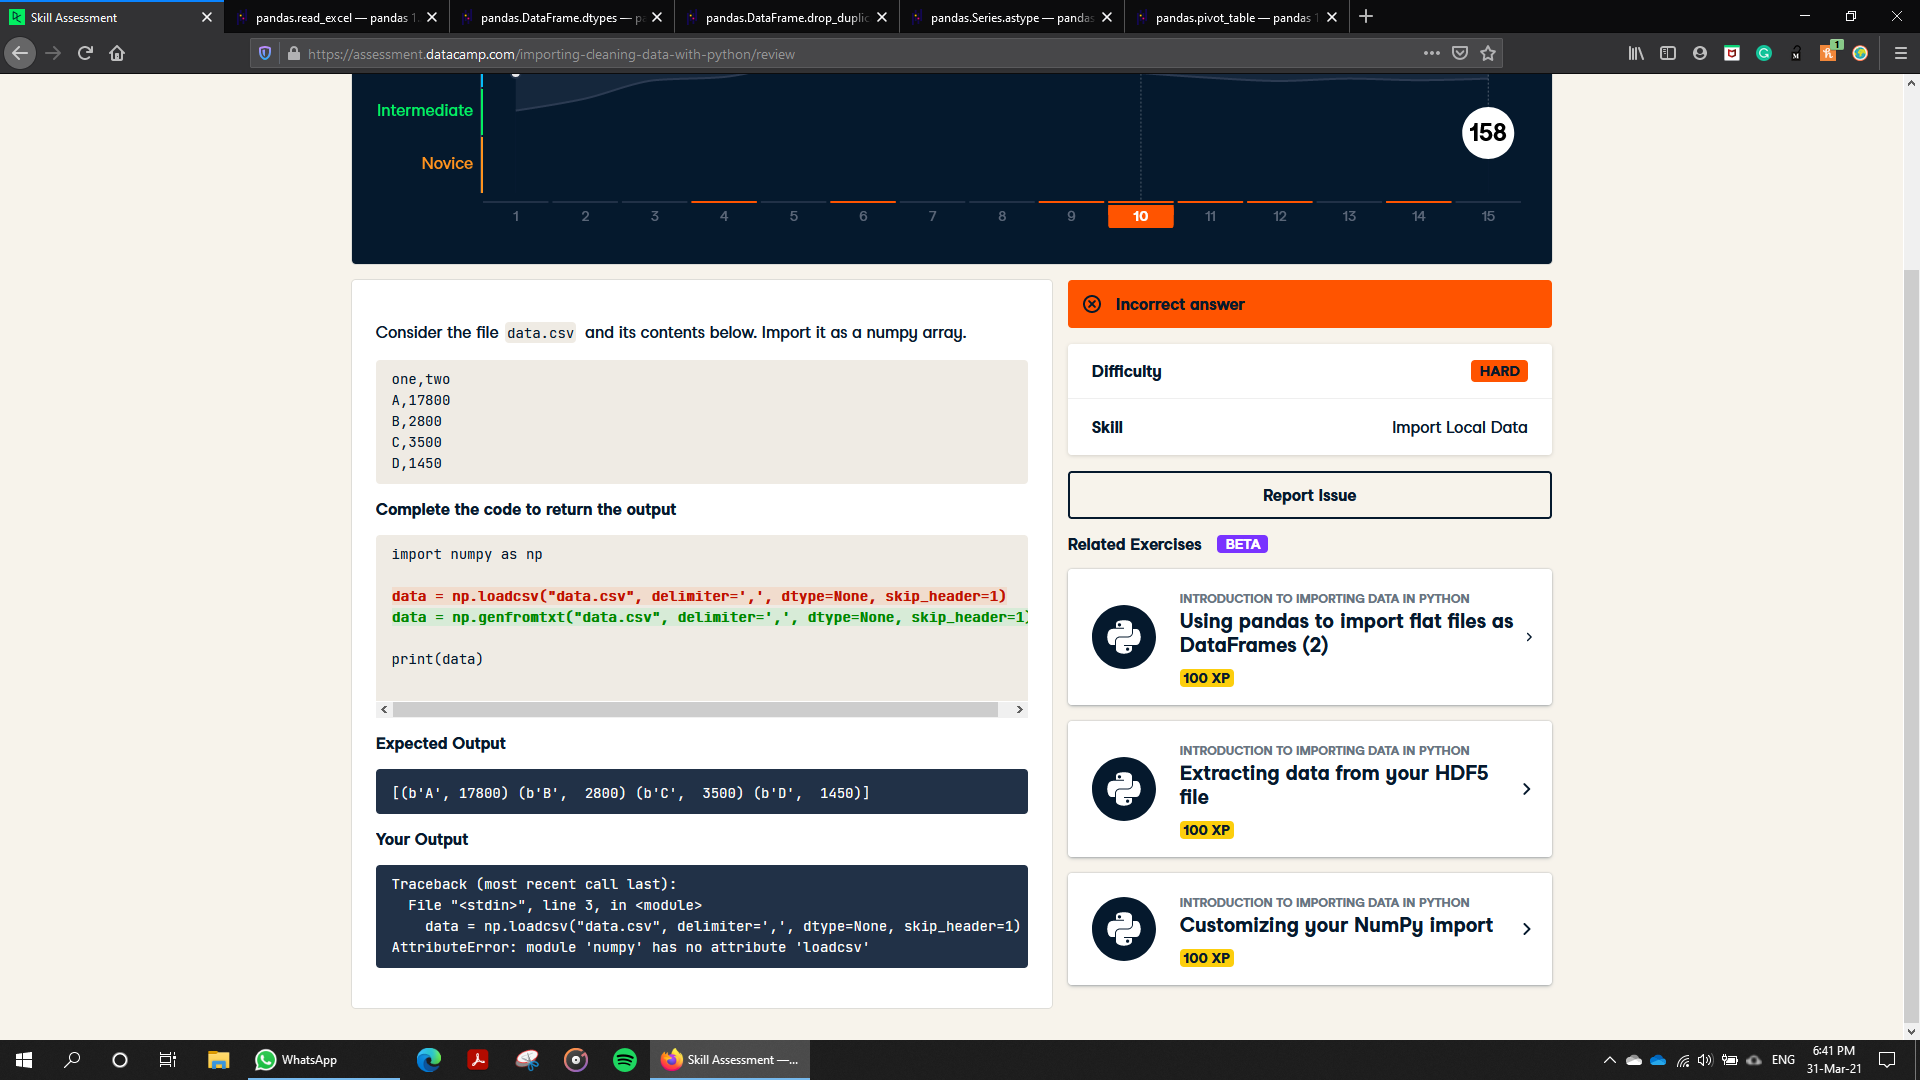 Skill Assessment
pandas.read_excel — pandas 1.
pandas.DataFrame.dtypes — pa
pandas.DataFrame.drop_duplic
pandas.Series.astype — pandas
pandas.pivot_table — pandas 1
https://assessment.datacamp.com/importing-cleaning-data-with-python/review
1
Intermediate
Novice
158
1 2 3 4 5 6 7 8 9 10 11 12 13 14 15
Consider the file data.csv and its contents below. Import it as a numpy array.
one,two
A,17800
B,2800
C,3500
D,1450
Complete the code to return the output
import numpy as np
data = np.loadcsv("data.csv", delimiter=',', dtype=None, skip_header=1)
data = np.genfromtxt("data.csv", delimiter=',', dtype=None, skip_header=1)
print(data)
Expected Output
[(b'A', 17800) (b'B',  2800) (b'C',  3500) (b'D',  1450)]
Your Output
Traceback (most recent call last):
File "<stdin>", line 3, in <module>
data = np.loadcsv("data.csv", delimiter=',', dtype=None, skip_header=1)
AttributeError: module 'numpy' has no attribute 'loadcsv'
Incorrect answer
Difficulty HARD
Skill Import Local Data
Report Issue
Related Exercises BETA
INTRODUCTION TO IMPORTING DATA IN PYTHON
Using pandas to import flat files as
DataFrames (2)
100 XP
INTRODUCTION TO IMPORTING DATA IN PYTHON
Extracting data from your HDF5
file
100 XP
INTRODUCTION TO IMPORTING DATA IN PYTHON
Customizing your NumPy import
100 XP
WhatsApp
Skill Assessment —...
ENG
6:41 PM
31-Mar-21